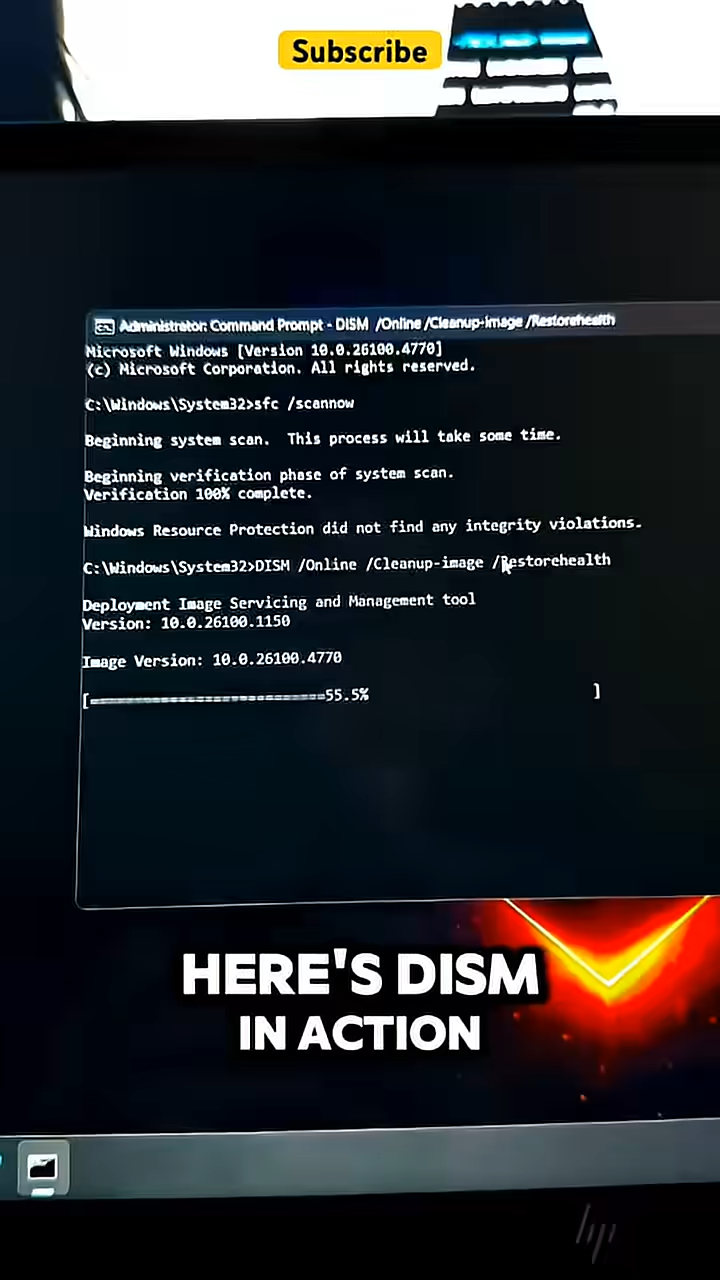 Subscribe
Administrator: Command Prompt - DISM /Online /Cleanup-image /Restorehealth
Microsoft Windows [Version 10.0.26100.4770]
(c) Microsoft Corporation. All rights reserved.
C:\Windows\System32>sfc /scannow
Beginning system scan.  This process will take some time.
Beginning verification phase of system scan.
Verification 100% complete.
Windows Resource Protection did not find any integrity violations.
C:\Windows\System32>DISM /Online /Cleanup-image /Restorehealth
Deployment Image Servicing and Management tool
Version: 10.0.26100.1150
Image Version: 10.0.26100.4770
[==========================55.5%                          ]
HERE'S DISM
IN ACTION
hp